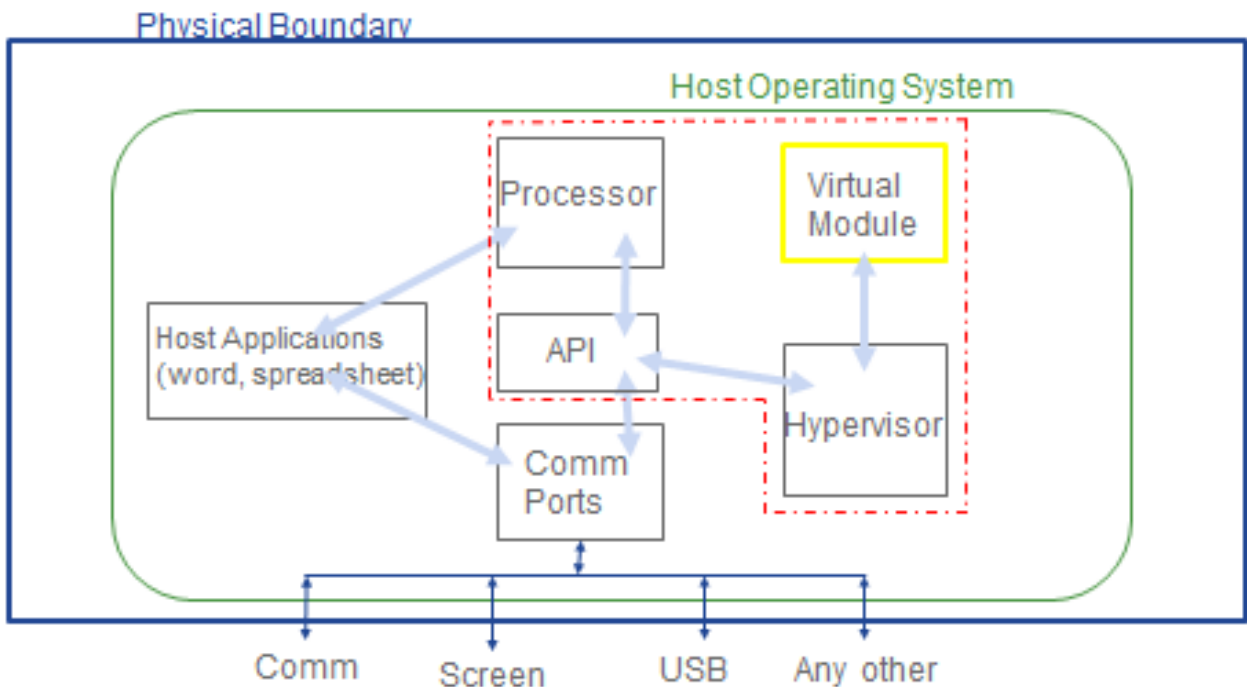 Physical Boundary
Host Operating System
Processor
Virtual
Module
Host Applications
(word, spreadsheet)
API
Hypervisor
Comm
Ports
Comm
Screen
USB
Any other